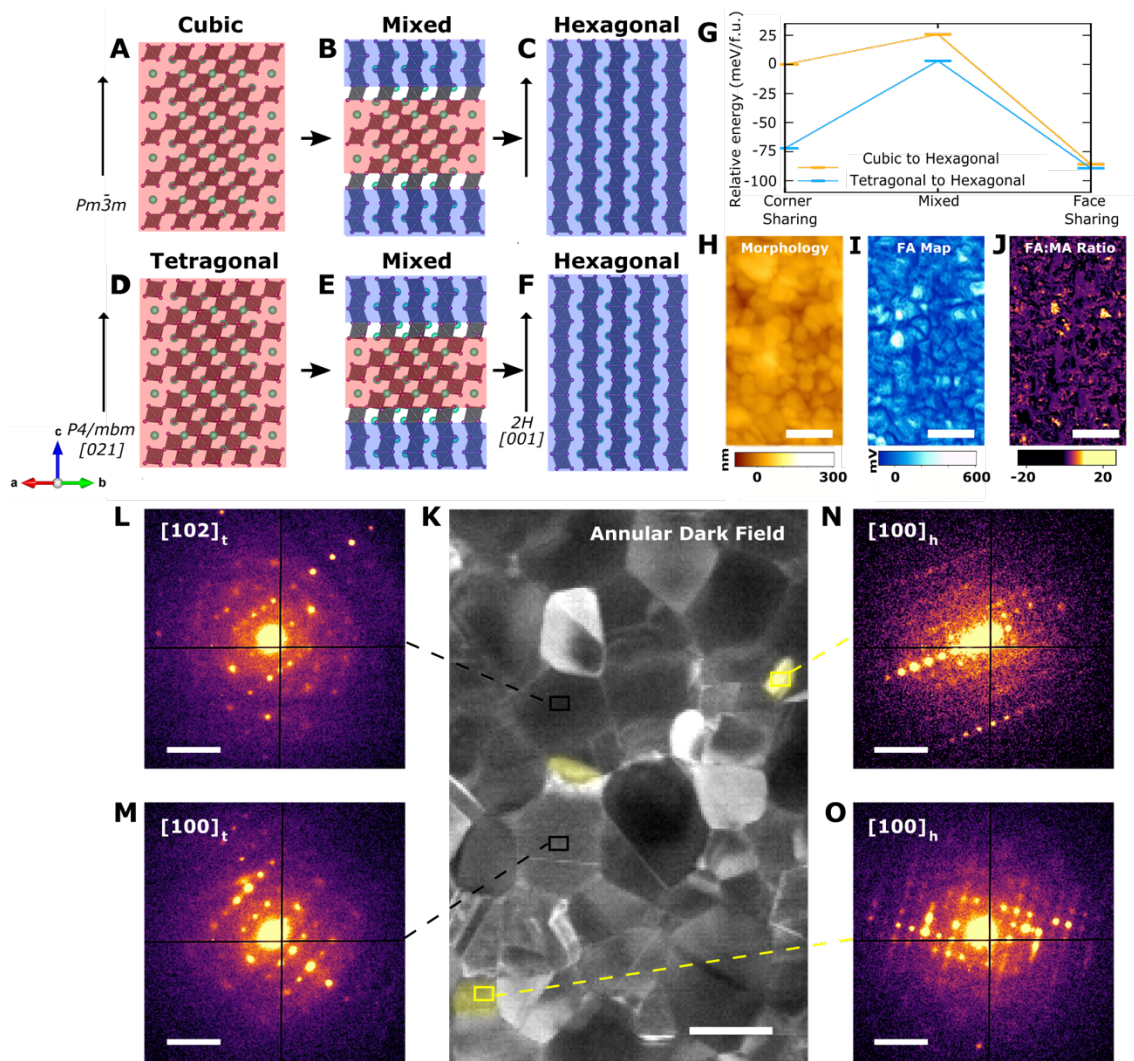 Cubic
Mixed
Hexagonal
A
B
C
Pm3̄m
Tetragonal
Mixed
Hexagonal
D
E
F
P4/mbm
[021]
2H
[001]
c
a
b
G
Relative energy (meV/f.u.)
25
0
-25
-50
-75
-100
Cubic to Hexagonal
Tetragonal to Hexagonal
Corner
Sharing
Mixed
Face
Sharing
H
Morphology
nm
0
300
I
FA Map
mV
0
600
J
FA:MA Ratio
-20
20
L
[102]t
K
Annular Dark Field
N
[100]h
M
[100]t
O
[100]h